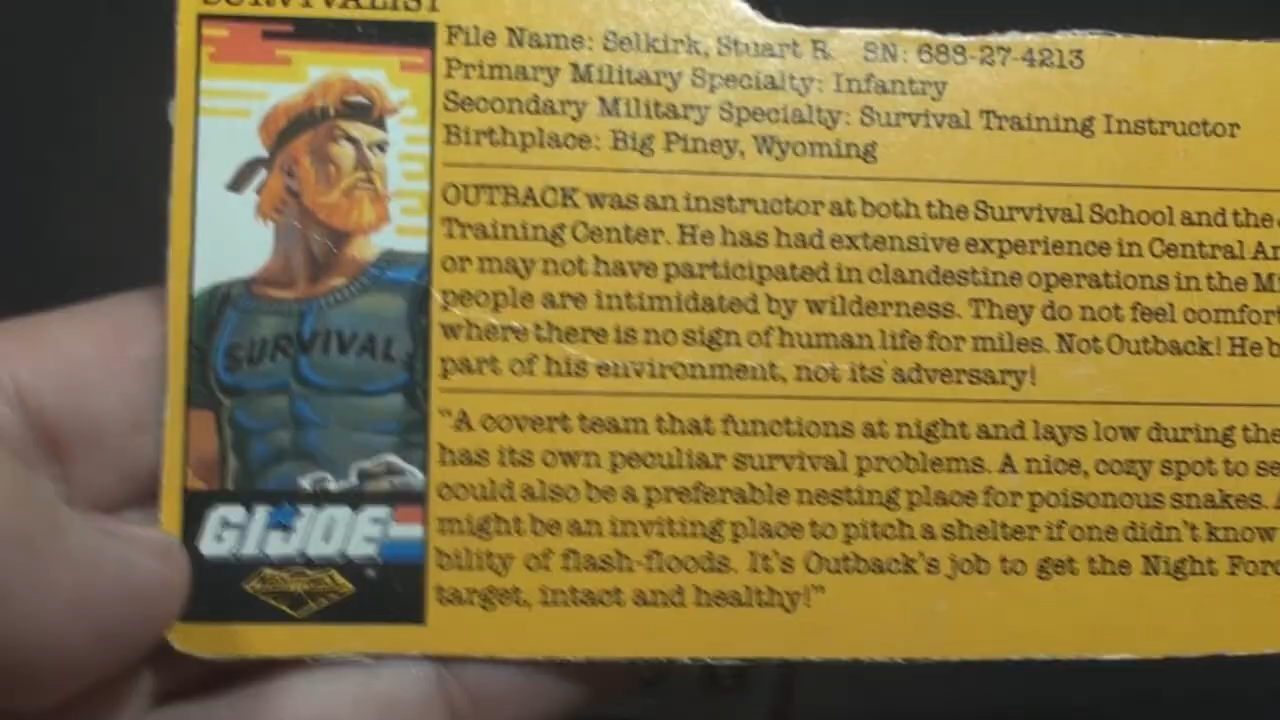 SURVIVALIST
File Name: Selkirk, Stuart R. SN: 688-27-4213
Primary Military Specialty: Infantry
Secondary Military Specialty: Survival Training Instructor
Birthplace: Big Piney, Wyoming
OUTBACK was an instructor at both the Survival School and the
Training Center. He has had extensive experience in Central
or may not have participated in clandestine operations in the
people are intimidated by wilderness. They do not feel
where there is no sign of human life for miles. Not Outback! He
part of his environment, not its adversary!
"A covert team that functions at night and lays low during the
has its own peculiar survival problems. A nice, cozy spot to
could also be a preferable nesting place for poisonous snakes.
might be an inviting place to pitch a shelter if one didn't know
bility of flash-floods. It's Outback's job to get the Night
target, intact and healthy!"
SURVIVAL
GI JOE